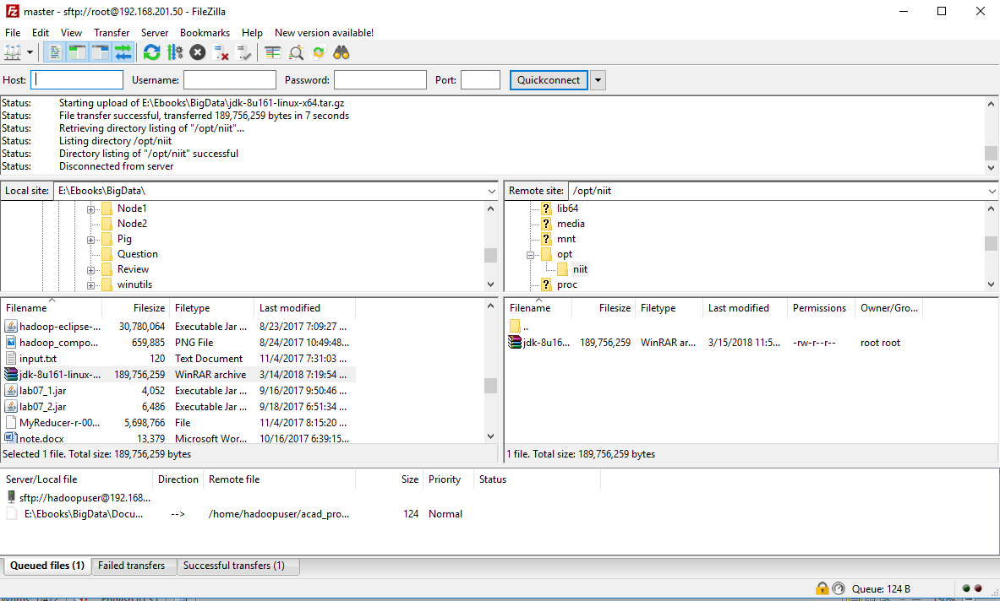 master - sftp://root@192.168.201.50 - FileZilla
File Edit View Transfer Server Bookmarks Help New version available!
Host: Username: Password: Port: Quickconnect
Status: Starting upload of E:\Ebooks\BigData\jdk-8u161-linux-x64.tar.gz
Status: File transfer successful, transferred 189,756,259 bytes in 7 seconds
Status: Retrieving directory listing of "/opt/niit"...
Status: Listing directory /opt/niit
Status: Directory listing of "/opt/niit" successful
Status: Disconnected from server
Local site: E:\Ebooks\BigData\
Node1
Node2
Pig
Question
Review
winutils
Remote site: /opt/niit
? lib64
? media
? mnt
opt
niit
? proc
Filename Filesize Filetype Last modified
hadoop-eclipse-... 30,780,064 Executable Jar ... 8/23/2017 7:09:27 ...
hadoop_compo... 659,885 PNG File 8/24/2017 10:49:48...
input.txt 120 Text Document 11/4/2017 7:31:03 ...
jdk-8u161-linux-... 189,756,259 WinRAR archive 3/14/2018 7:19:54 ...
lab07_1.jar 4,052 Executable Jar ... 9/16/2017 9:50:46 ...
lab07_2.jar 6,486 Executable Jar ... 9/18/2017 6:51:34 ...
MyReducer-r-00... 5,698,766 File 11/4/2017 8:15:20 ...
note.docx 13,379 Microsoft Wor... 10/16/2017 6:39:15...
Selected 1 file. Total size: 189,756,259 bytes
Filename Filesize Filetype Last modified Permissions Owner/Gro...
..
jdk-8u16... 189,756,259 WinRAR ar... 3/15/2018 11:5... -rw-r--r-- root root
1 file. Total size: 189,756,259 bytes
Server/Local file Direction Remote file Size Priority Status
sftp://hadoopuser@192.168...
E:\Ebooks\BigData\Docu... --> /home/hadoopuser/acad_pro... 124 Normal
Queued files (1) Failed transfers Successful transfers (1)
Queue: 124 B